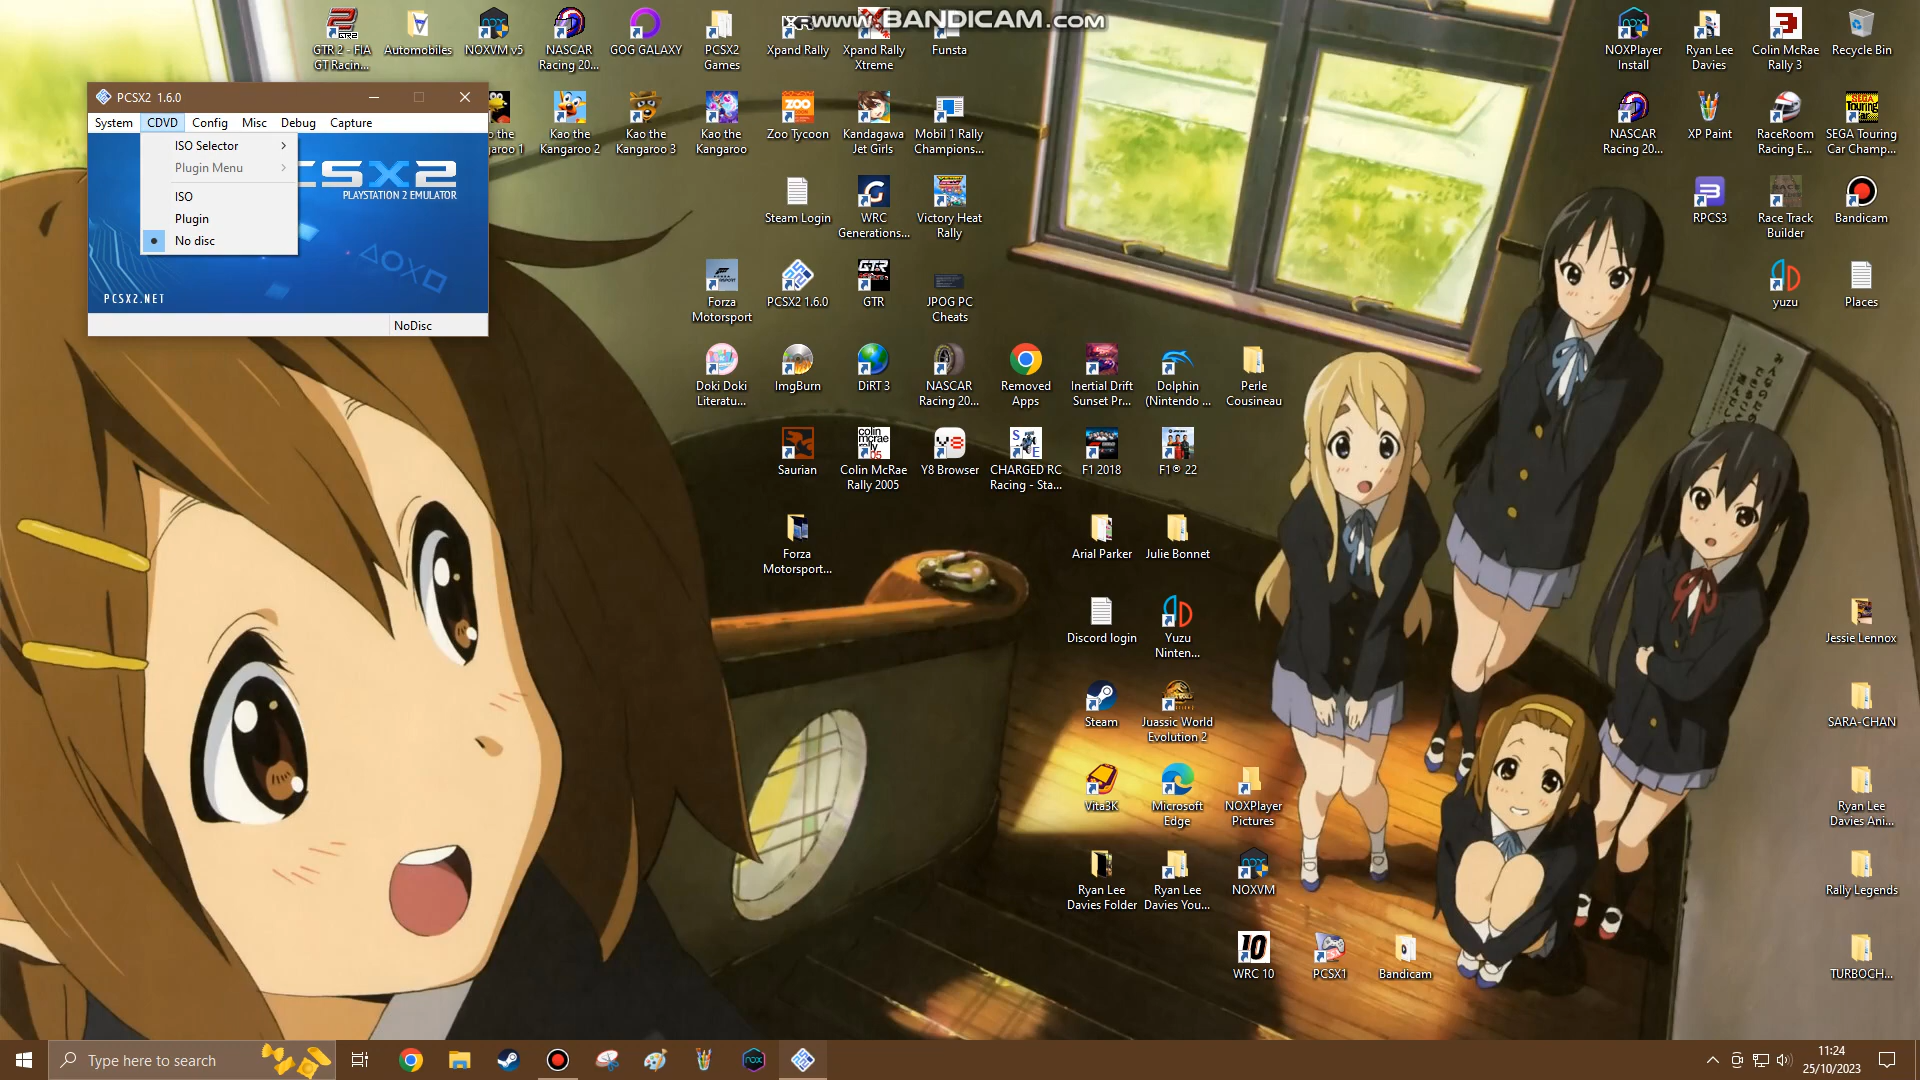 www.BANDICAM.com
GTR 2 - FIA GT Racin...
Automobiles
NOXVM v5
NASCAR Racing 20...
GOG GALAXY
PCSX2 Games
Xpand Rally
Xpand Rally Xtreme
Funsta
NOXPlayer Install
Ryan Lee Davies
Colin McRae Rally 3
Recycle Bin
PCSX2 1.6.0
System CDVD Config Misc Debug Capture
ISO Selector
Plugin Menu
ISO
Plugin
No disc
CSX2
PLAYSTATION 2 EMULATOR
PCSX2.NET
NoDisc
o the
garoo 1
Kao the Kangaroo 2
Kao the Kangaroo 3
Kao the Kangaroo
ZOO
Zoo Tycoon
Kandagawa Jet Girls
Mobil 1 Rally Champions...
NASCAR Racing 20...
XP Paint
RaceRoom Racing E...
SEGA Touring Car Champ...
Steam Login
WRC Generations...
Victory Heat Rally
RPCS3
Race Track Builder
Bandicam
Forza Motorsport
PCSX2 1.6.0
GTR
JPOG PC Cheats
yuzu
Places
Doki Doki Literatu...
ImgBurn
DiRT 3
NASCAR Racing 20...
Removed Apps
Inertial Drift Sunset Pr...
Dolphin (Nintendo ...
Perle Cousineau
Saurian
Colin McRae Rally 2005
Y8 Browser
CHARGED RC Racing - Sta...
F1 2018
F1® 22
Forza Motorsport...
Arial Parker
Julie Bonnet
Discord login
Yuzu Ninten...
Jessie Lennox
Steam
Juassic World Evolution 2
SARA-CHAN
Vita3K
Microsoft Edge
NOXPlayer Pictures
Ryan Lee Davies Ani...
Ryan Lee Davies Folder
Ryan Lee Davies You...
NOXVM
Rally Legends
WRC 10
PCSX1
Bandicam
TURBOCH...
Type here to search
11:24
25/10/2023